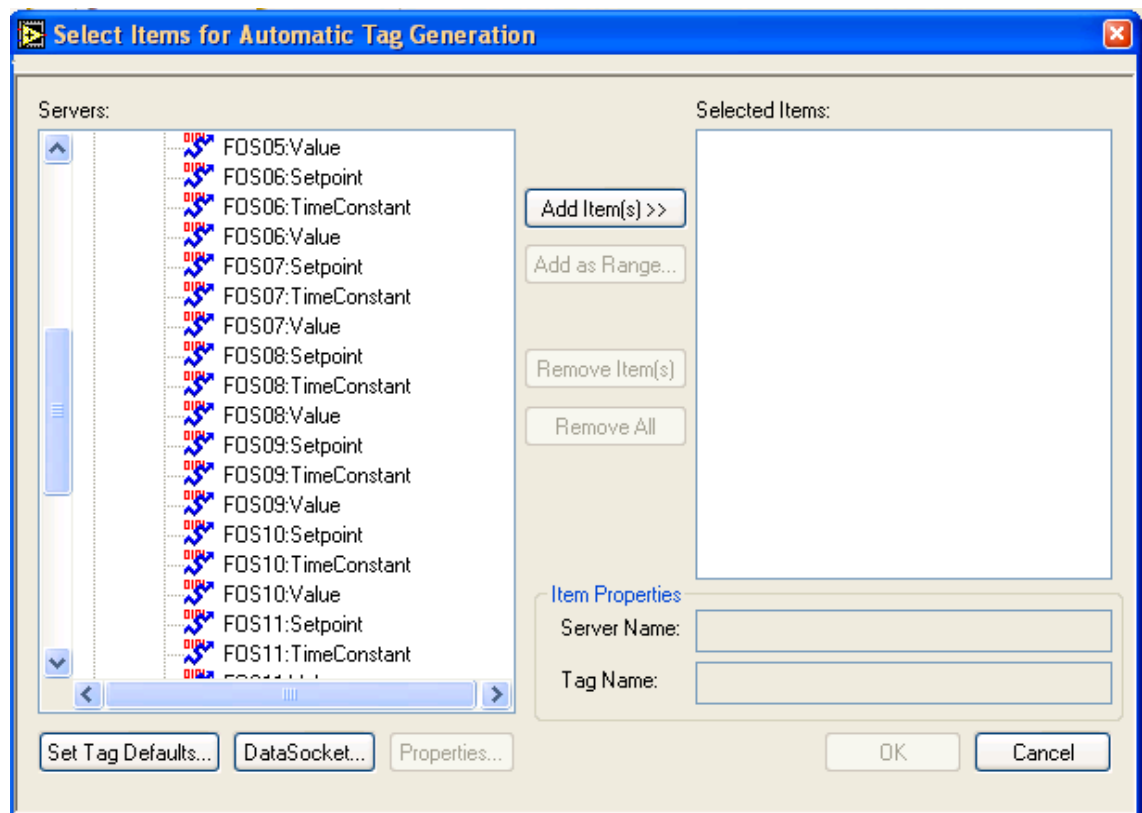 Select Items for Automatic Tag Generation
Servers:
FOS05:Value
FOS06:Setpoint
FOS06:TimeConstant
FOS06:Value
FOS07:Setpoint
FOS07:TimeConstant
FOS07:Value
FOS08:Setpoint
FOS08:TimeConstant
FOS08:Value
FOS09:Setpoint
FOS09:TimeConstant
FOS09:Value
FOS10:Setpoint
FOS10:TimeConstant
FOS10:Value
FOS11:Setpoint
FOS11:TimeConstant
Add Item(s) >>
Add as Range...
Remove Item(s)
Remove All
Selected Items:
Item Properties
Server Name:
Tag Name:
Set Tag Defaults...
DataSocket...
Properties...
OK
Cancel